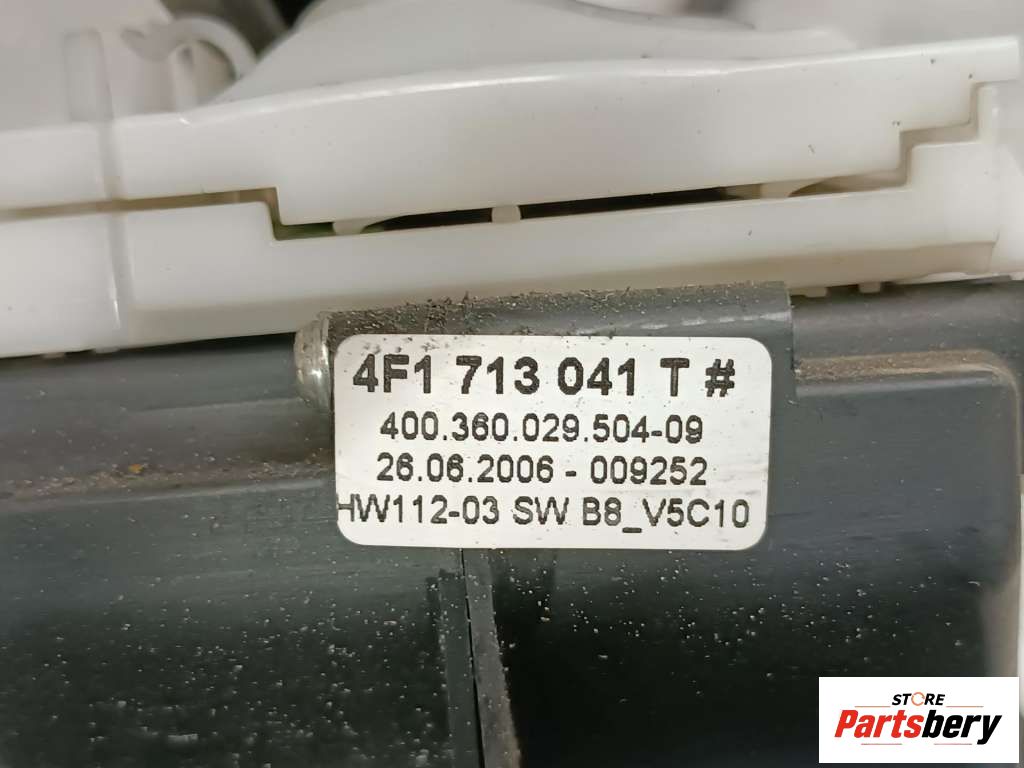 4F1 713 041 T #
400.360.029.504-09
26.06.2006 - 009252
HW112-03 SW B8_V5C10
STORE
Partsbery